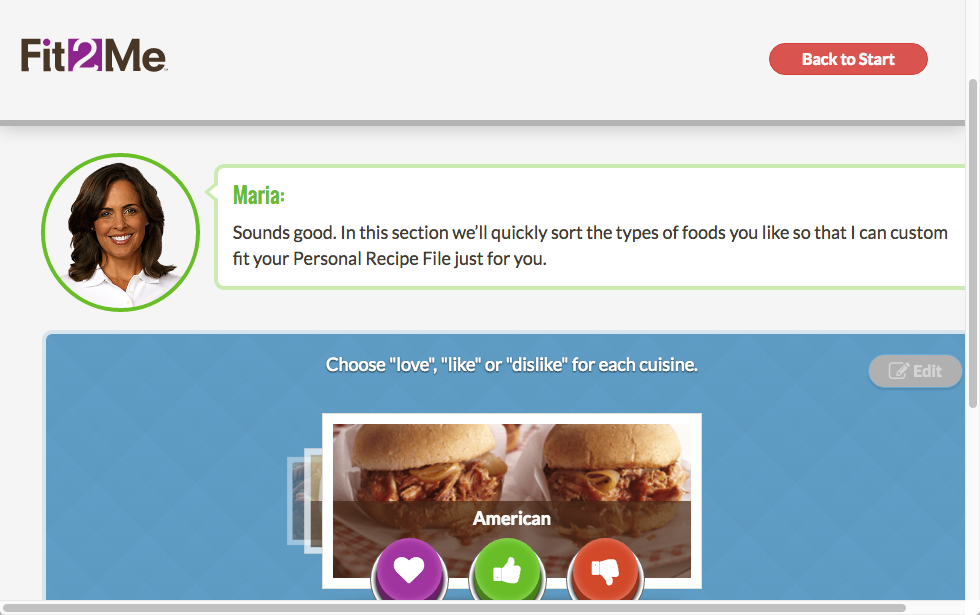 Fit2Me
Back to Start
Maria:
Sounds good. In this section we'll quickly sort the types of foods you like so that I can custom
fit your Personal Recipe File just for you.
Choose "love", "like" or "dislike" for each cuisine.
Edit
American